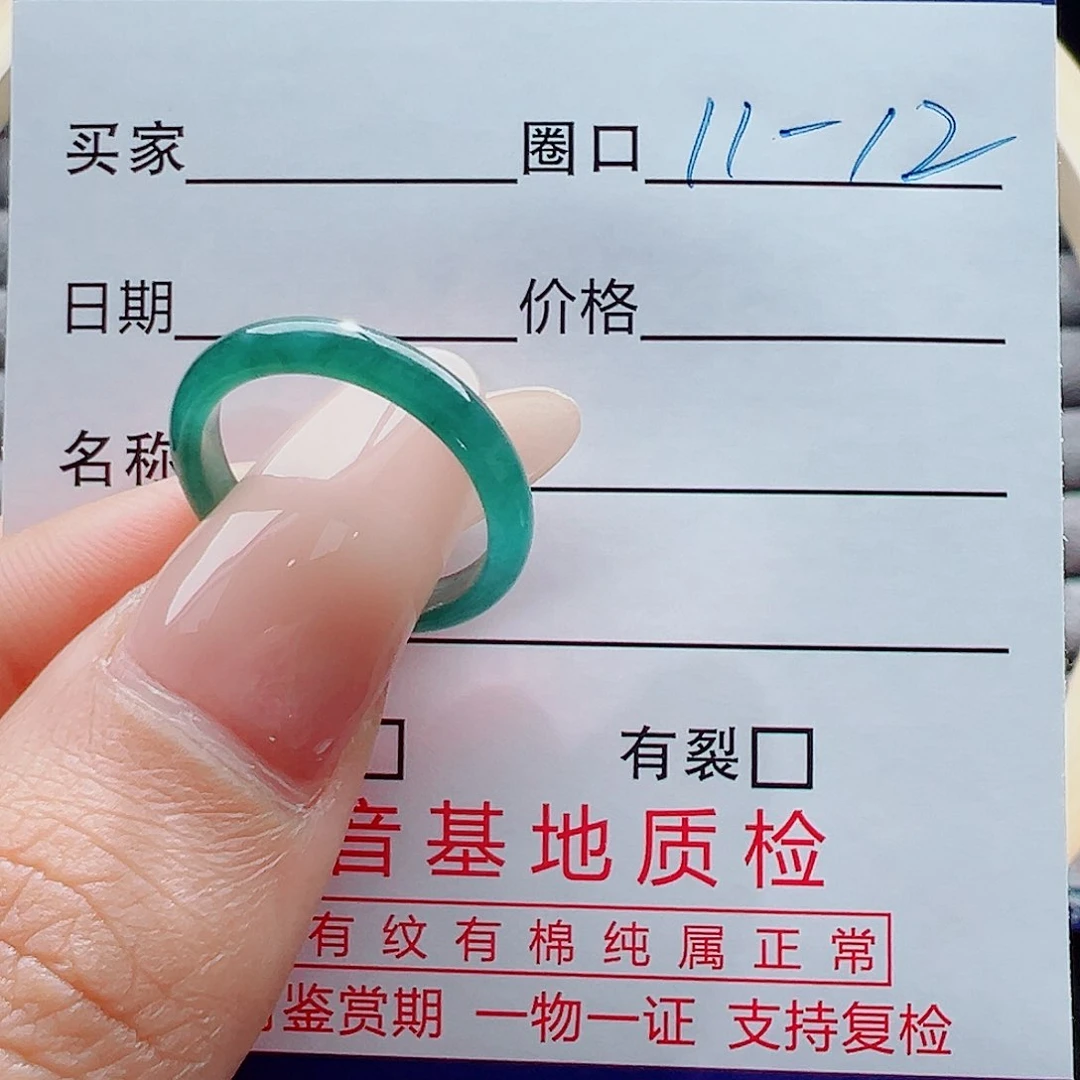 买家 圈口 11-12
日期 价格
名称
有裂
音基地质检
有纹有棉纯属正常
鉴赏期 一物一证 支持复检